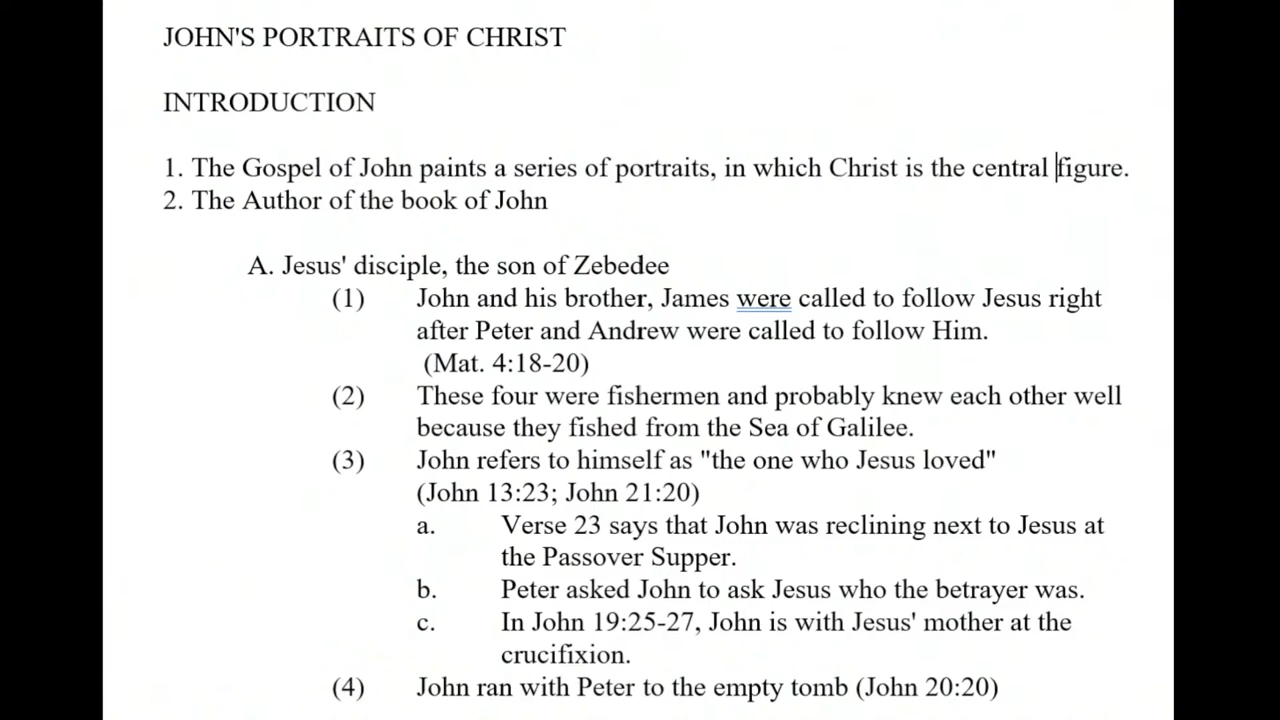 JOHN'S PORTRAITS OF CHRIST
INTRODUCTION
1. The Gospel of John paints a series of portraits, in which Christ is the central figure.
2. The Author of the book of John
A. Jesus' disciple, the son of Zebedee
(1) John and his brother, James were called to follow Jesus right
after Peter and Andrew were called to follow Him.
(Mat. 4:18-20)
(2) These four were fishermen and probably knew each other well
because they fished from the Sea of Galilee.
(3) John refers to himself as "the one who Jesus loved"
(John 13:23; John 21:20)
a. Verse 23 says that John was reclining next to Jesus at
the Passover Supper.
b. Peter asked John to ask Jesus who the betrayer was.
c. In John 19:25-27, John is with Jesus' mother at the
crucifixion.
(4) John ran with Peter to the empty tomb (John 20:20)